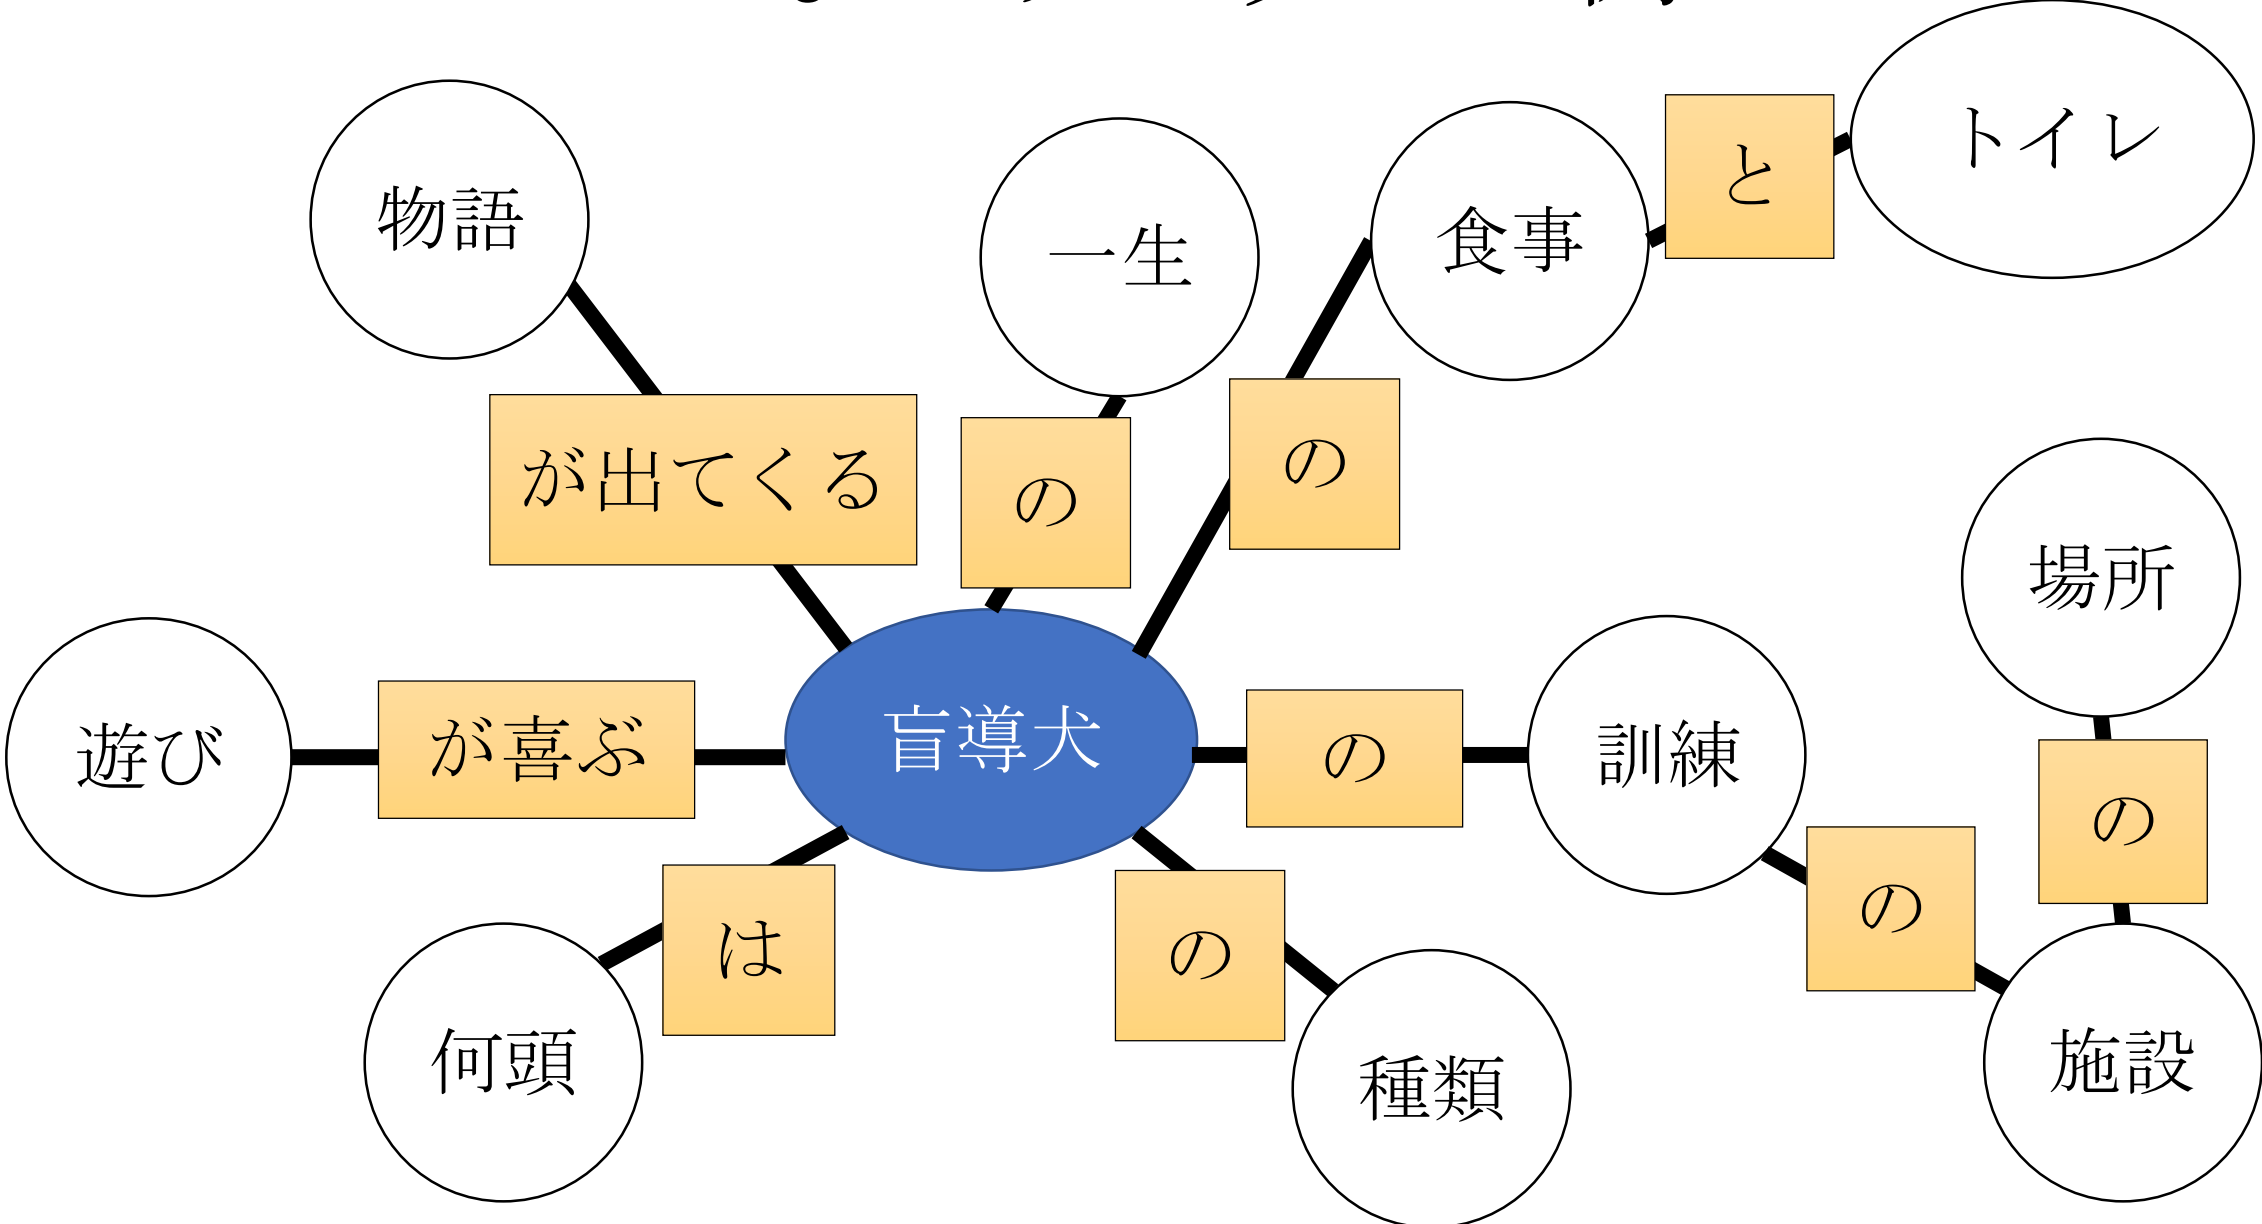 トイレ
と
物語
食事
一生
の
が出てくる
の
場所
盲導犬
遊び
が喜ぶ
の
訓練
の
の
は
の
何頭
施設
種類